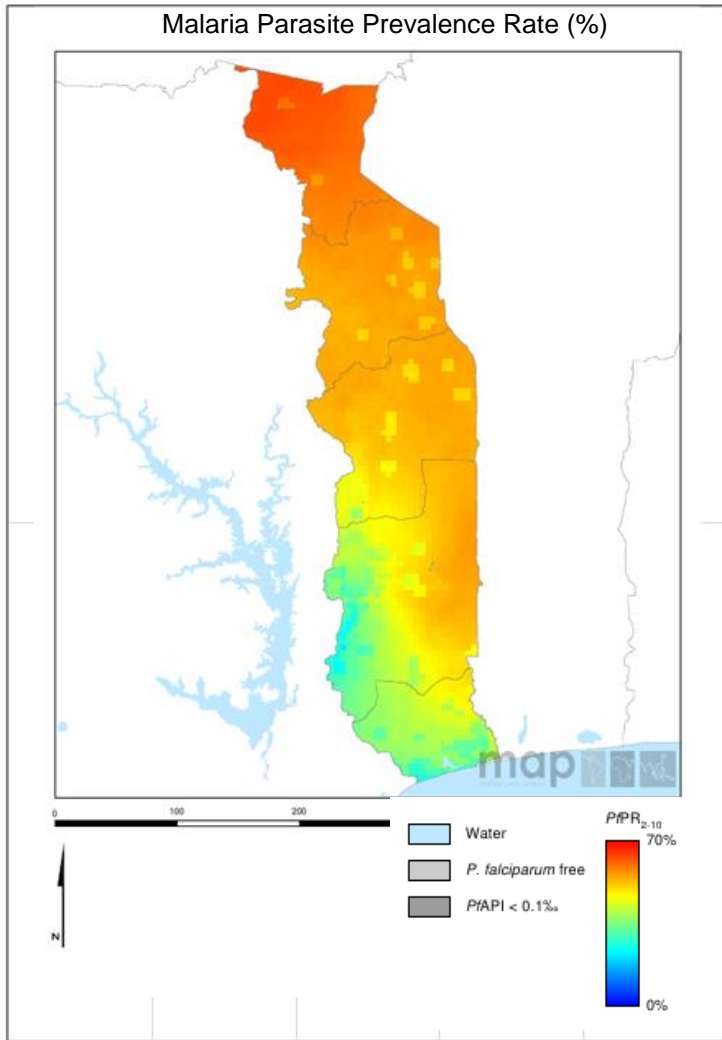 Malaria Parasite Prevalence Rate (%)
map
0 100 200
Water
P. falciparum free
PfAPI < 0.1‰
PfPR2-10
70%
0%
N